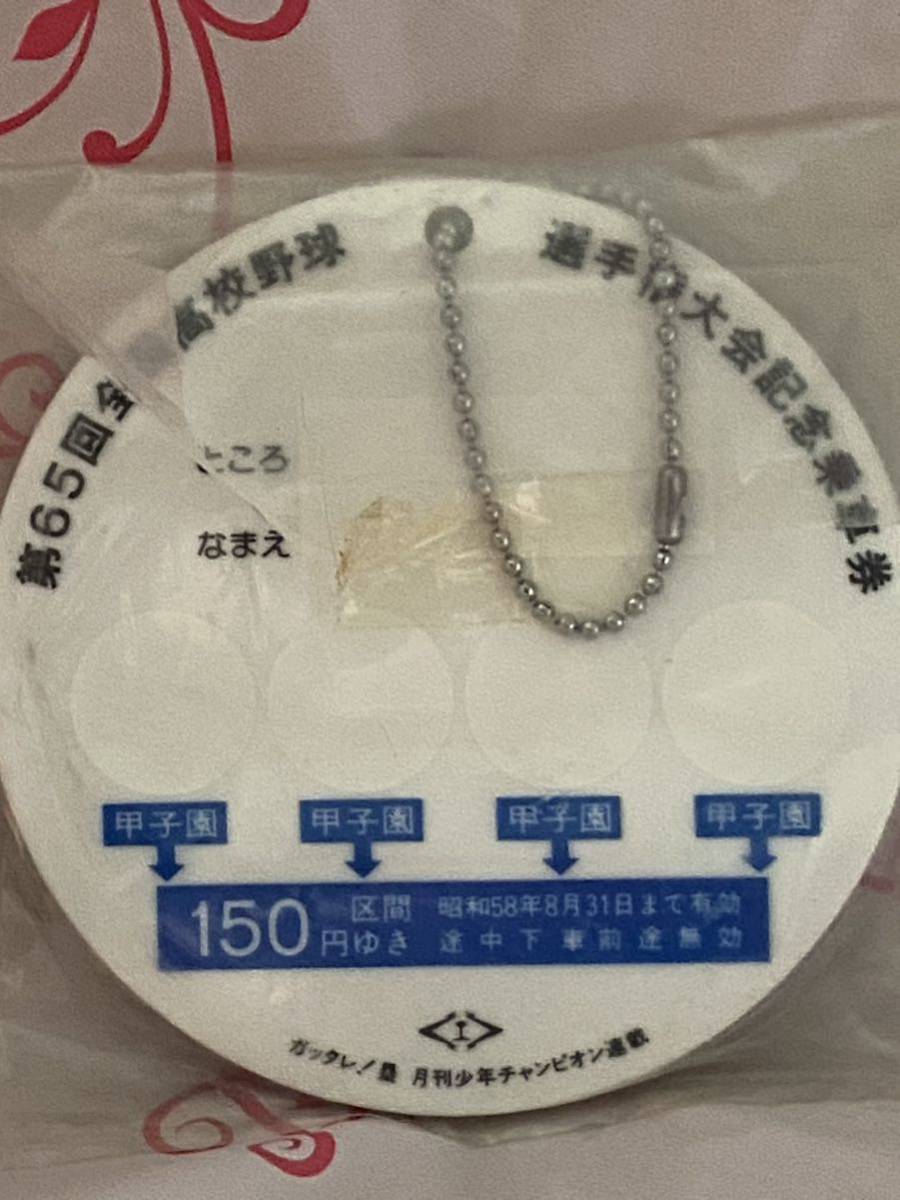 第65回全 高校野球 選手権大会記念乗車券
ところ
なまえ
甲子園 甲子園 甲子園 甲子園
150 区間 円ゆき
昭和58年8月31日まで有効
途中下車前途無効
ガッタレ!塁 月刊少年チャンピオン連載